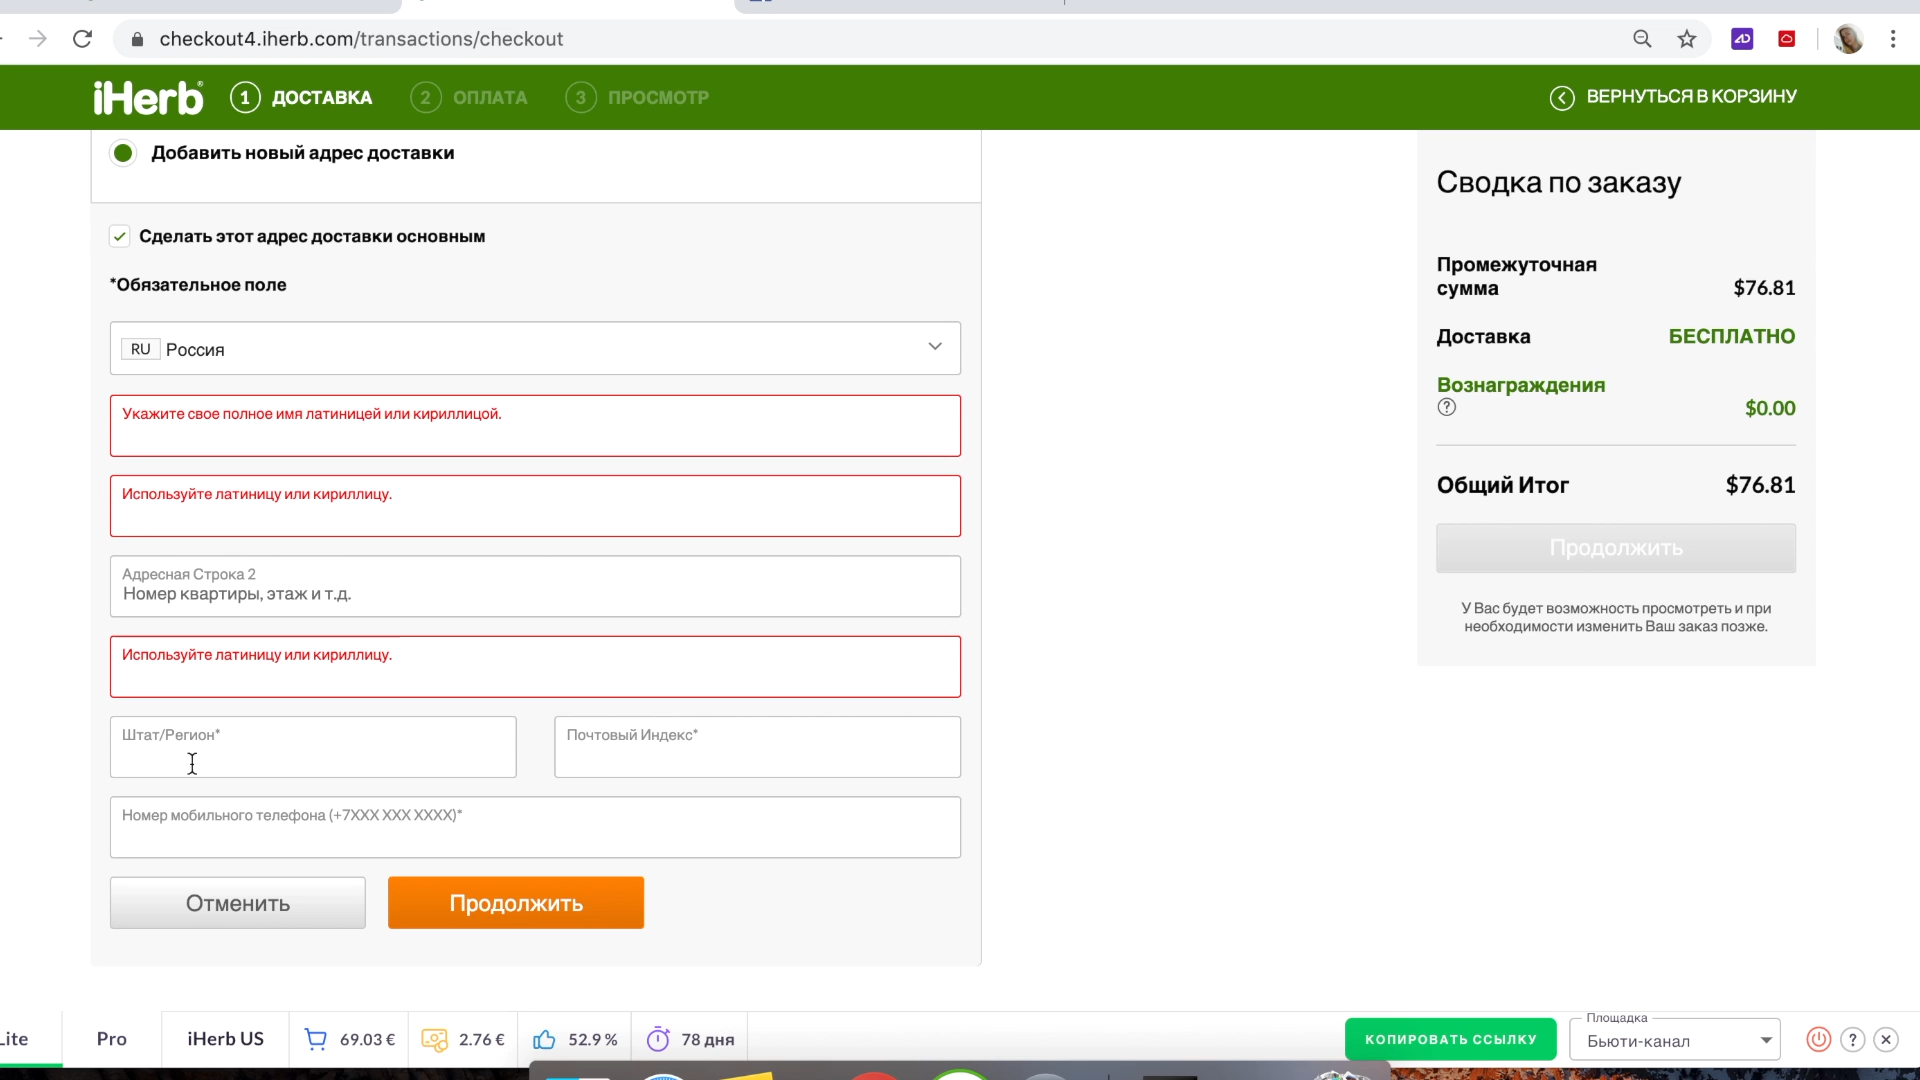 checkout4.iherb.com/transactions/checkout
iHerb
1 ДОСТАВКА
2 ОПЛАТА
3 ПРОСМОТР
ВЕРНУТЬСЯ В КОРЗИНУ
Добавить новый адрес доставки
Сделать этот адрес доставки основным
*Обязательное поле
RU Россия
Укажите свое полное имя латиницей или кириллицей.
Используйте латиницу или кириллицу.
Адресная Строка 2
Номер квартиры, этаж и т.д.
Используйте латиницу или кириллицу.
Штат/Регион*
Почтовый Индекс*
Номер мобильного телефона (+7XXX XXX XXXX)*
Отменить
Продолжить
Сводка по заказу
Промежуточная
сумма $76.81
Доставка БЕСПЛАТНО
Вознаграждения
? $0.00
Общий Итог $76.81
Продолжить
У Вас будет возможность просмотреть и при
необходимости изменить Ваш заказ позже.
Lite
Pro
iHerb US
69.03 €
2.76 €
52.9 %
78 дня
КОПИРОВАТЬ ССЫЛКУ
Площадка
Бьюти-канал
?